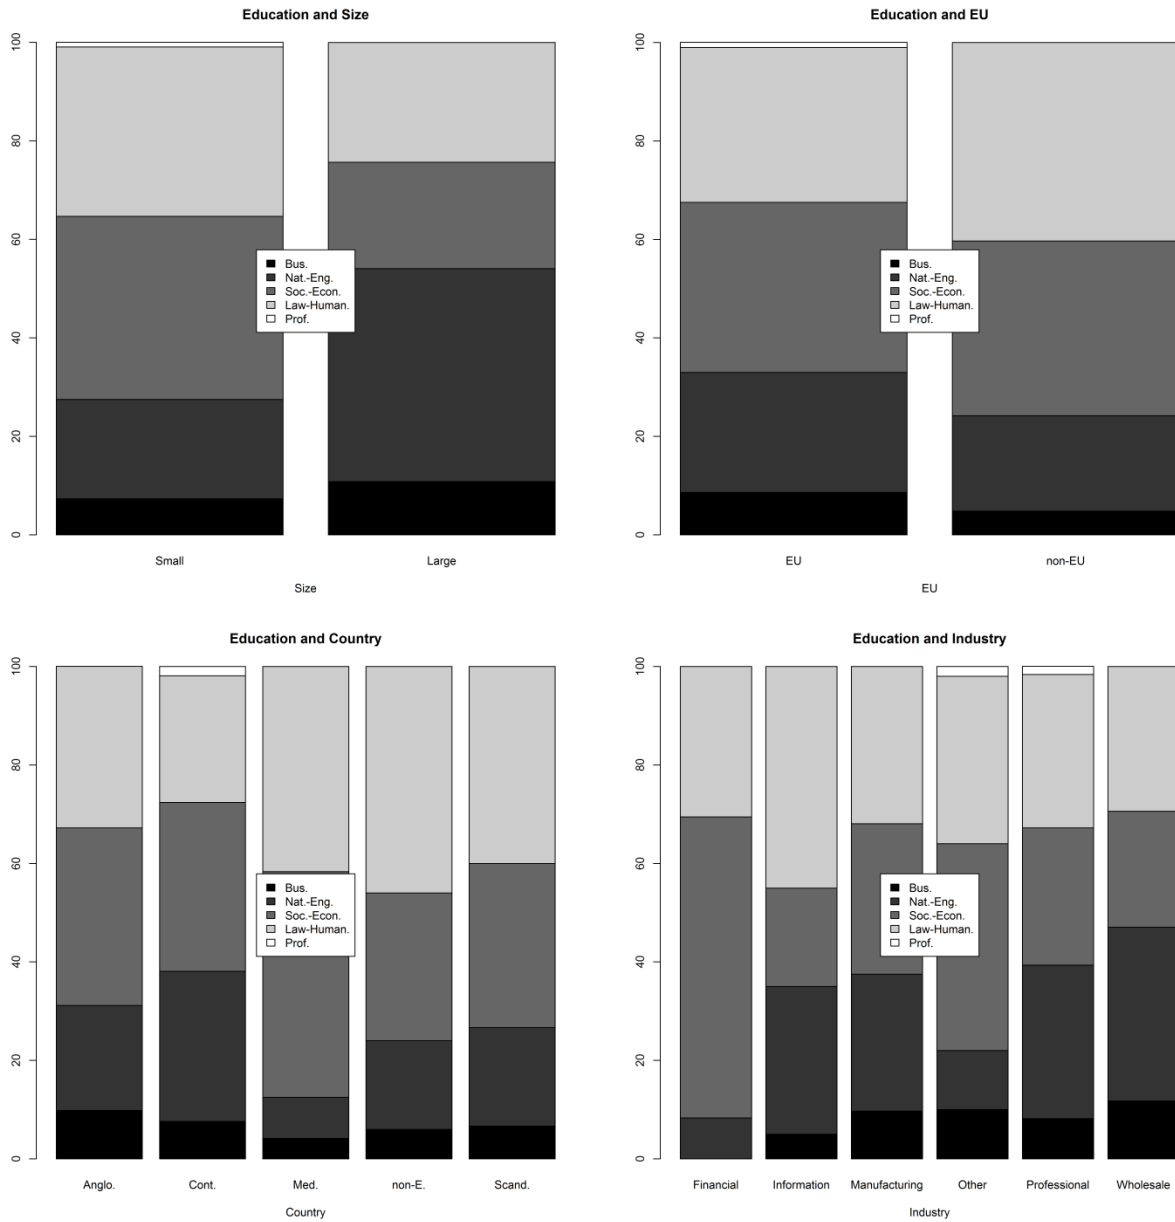 Education and Size
100
80
60
40
20
0
Bus.
Nat.-Eng.
Soc.-Econ.
Law-Human.
Prof.
Small Large
Size
Education and EU
100
80
60
40
20
0
Bus.
Nat.-Eng.
Soc.-Econ.
Law-Human.
Prof.
EU non-EU
EU
Education and Country
100
80
60
40
20
0
Bus.
Nat.-Eng.
Soc.-Econ.
Law-Human.
Prof.
Anglo. Cont. Med. non-E. Scand.
Country
Education and Industry
100
80
60
40
20
0
Bus.
Nat.-Eng.
Soc.-Econ.
Law-Human.
Prof.
Financial Information Manufacturing Other Professional Wholesale
Industry